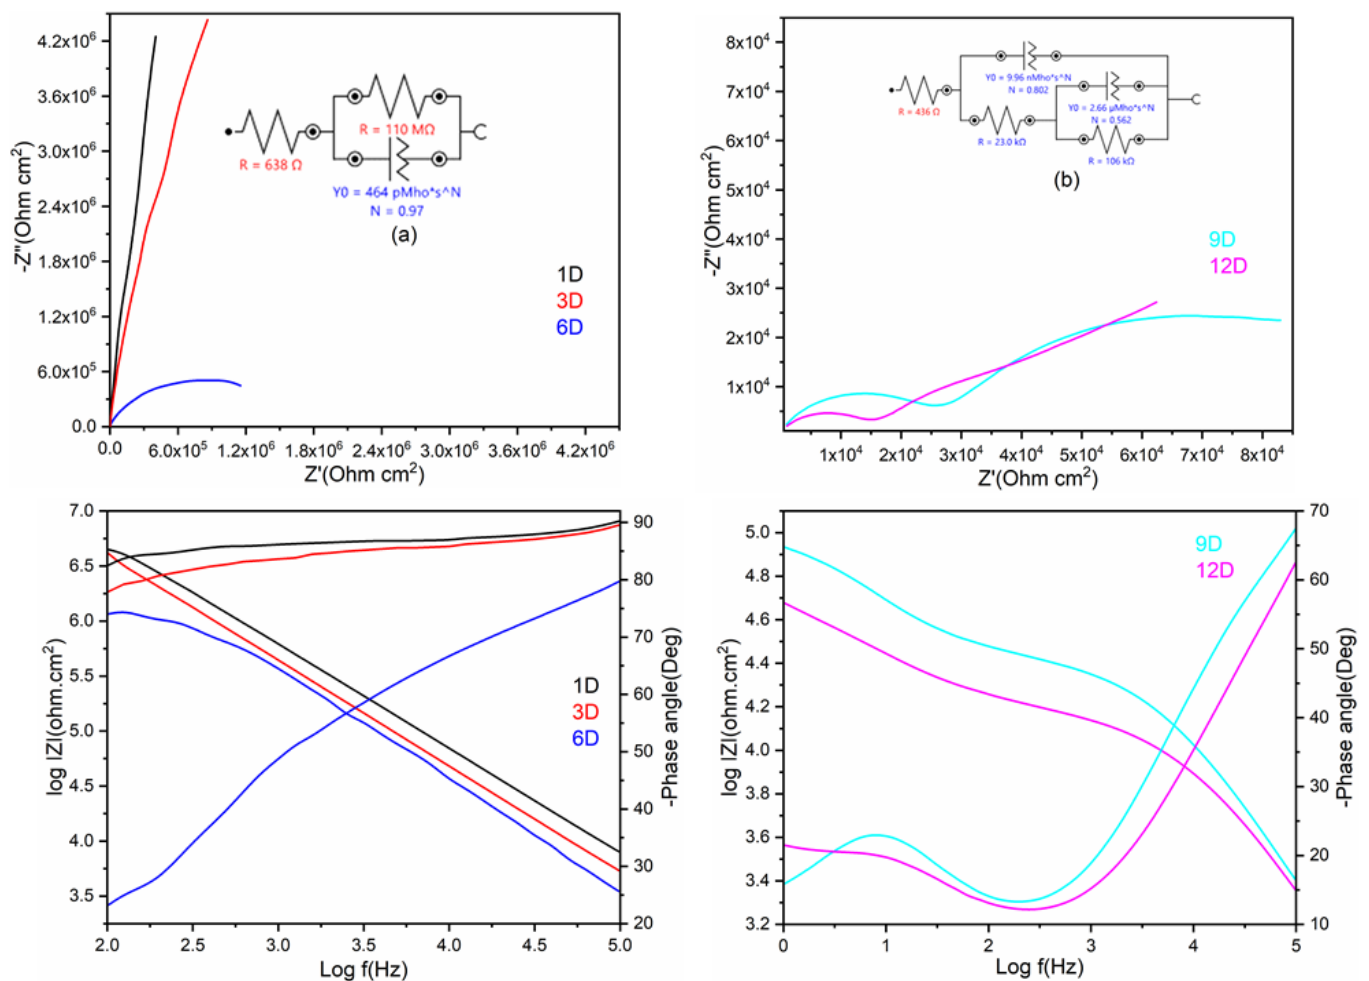 -Z"(Ohm cm²)
4.2x10⁶
3.6x10⁶
3.0x10⁶
2.4x10⁶
1.8x10⁶
1.2x10⁶
6.0x10⁵
0.0
R = 638 Ω
R = 110 MΩ
Y0 = 464 pMho*s^N
N = 0.97
(a)
1D
3D
6D
0.0 6.0x10⁵ 1.2x10⁶ 1.8x10⁶ 2.4x10⁶ 3.0x10⁶ 3.6x10⁶ 4.2x10⁶
Z'(Ohm cm²)
-Z"(Ohm cm²)
8x10⁴
7x10⁴
6x10⁴
5x10⁴
4x10⁴
3x10⁴
2x10⁴
1x10⁴
R = 436 Ω
Y0 = 9.96 nMho*s^N
N = 0.802
R = 23.0 kΩ
Y0 = 2.66 µMho*s^N
N = 0.562
R = 106 kΩ
(b)
9D
12D
1x10⁴ 2x10⁴ 3x10⁴ 4x10⁴ 5x10⁴ 6x10⁴ 7x10⁴ 8x10⁴
Z'(Ohm cm²)
log IZI(ohm.cm²)
7.0
6.5
6.0
5.5
5.0
4.5
4.0
3.5
1D
3D
6D
90
80
70
60
50
40
30
20
-Phase angle(Deg)
2.0 2.5 3.0 3.5 4.0 4.5 5.0
Log f(Hz)
log IZI(ohm.cm²)
5.0
4.8
4.6
4.4
4.2
4.0
3.8
3.6
3.4
3.2
9D
12D
70
60
50
40
30
20
10
-Phase angle(Deg)
0 1 2 3 4 5
Log f(Hz)